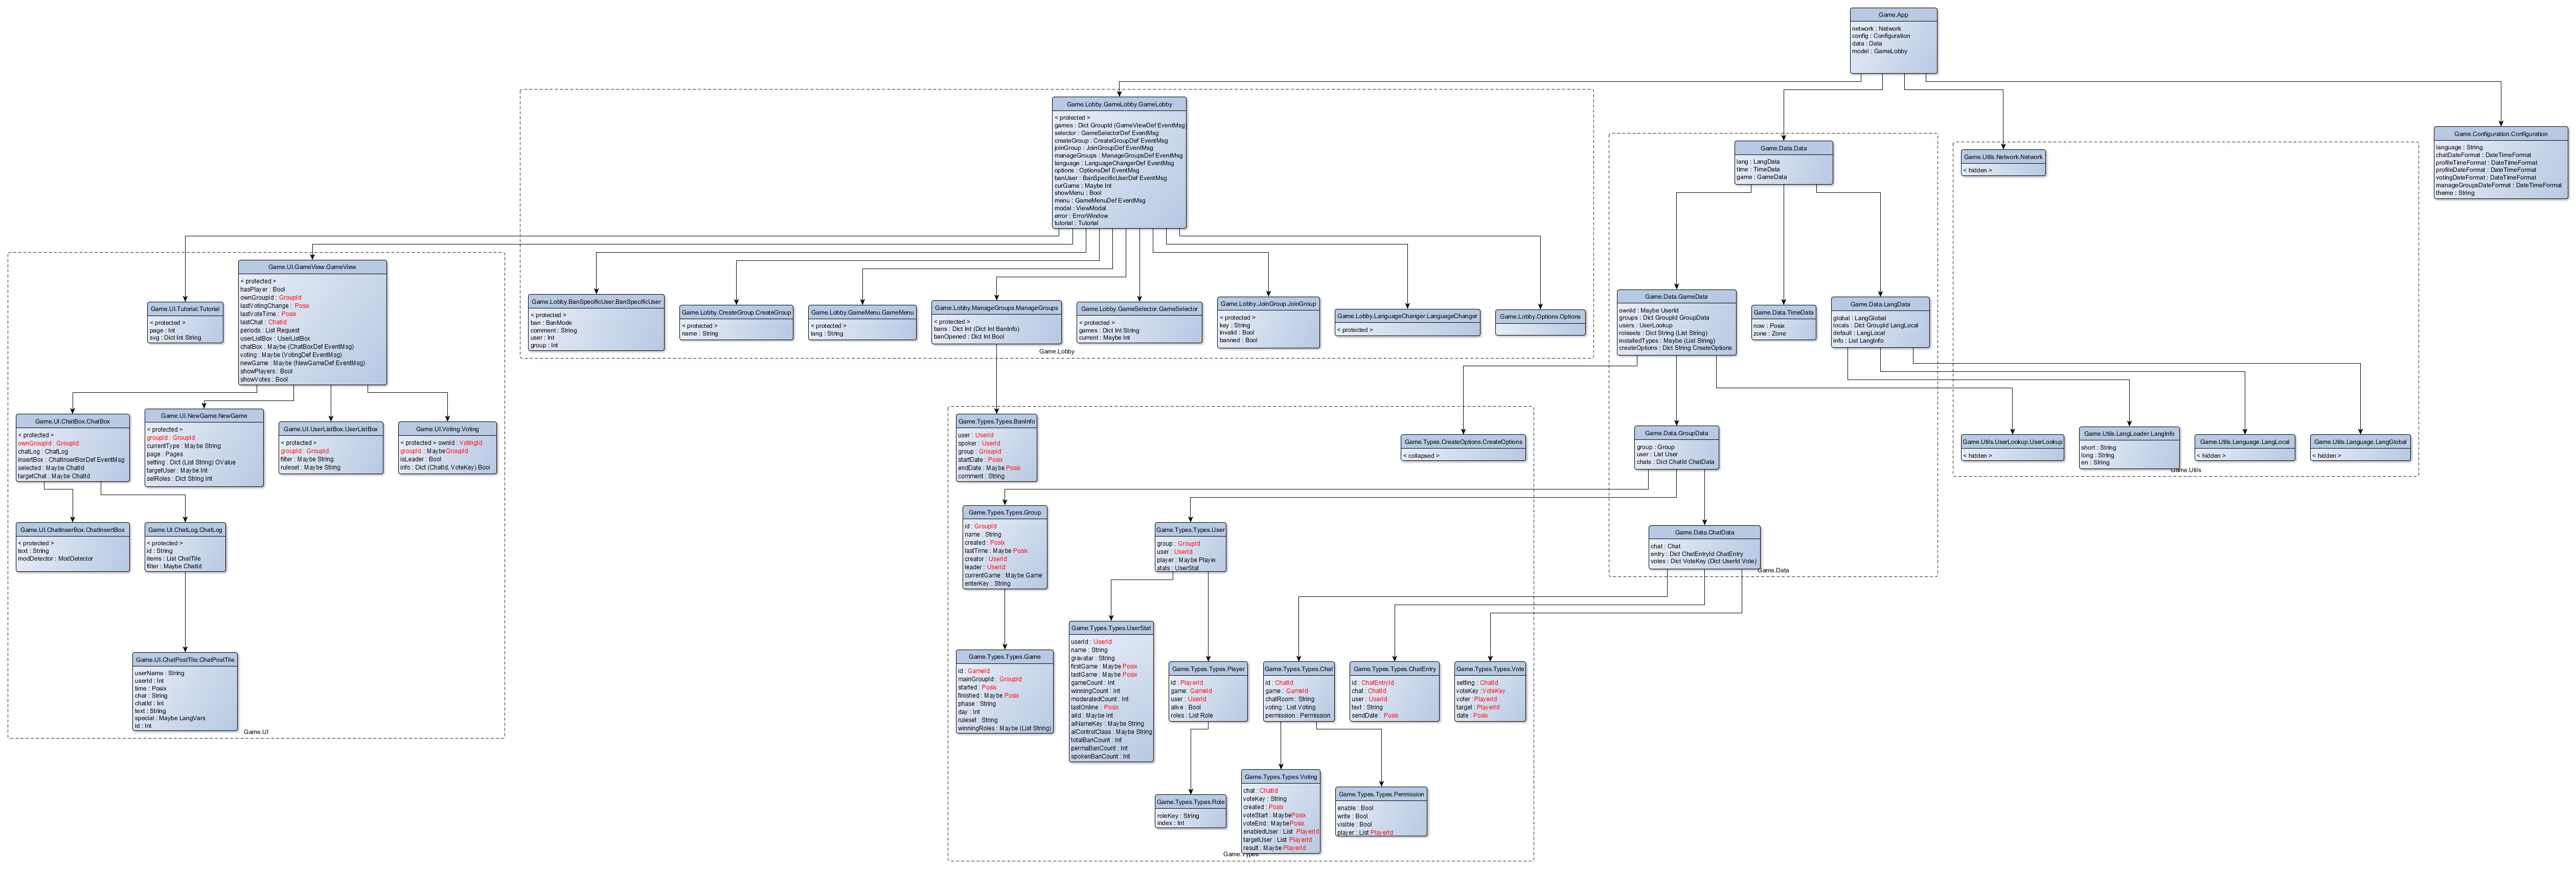 Game.App
network : Network
config : Configuration
data : Data
model : GameLobby
Game.Lobby.GameLobby.GameLobby
< protected >
games : Dict GroupId (GameViewDef EventMsg)
selector : GameSelectorDef EventMsg
createGroup : CreateGroupDef EventMsg
joinGroup : JoinGroupDef EventMsg
manageGroups : ManageGroupsDef EventMsg
language : LanguageChangerDef EventMsg
options : OptionsDef EventMsg
banUser : BanSpecificUserDef EventMsg
curGame : Maybe Int
showMenu : Bool
menu : GameMenuDef EventMsg
modal : ViewModal
error : ErrorWindow
tutorial : Tutorial
Game.Data.Data
lang : LangData
time : TimeData
game : GameData
Game.Utils.Network.Network
< hidden >
Game.Configuration.Configuration
language : String
chatDateFormat : DateTimeFormat
profileTimeFormat : DateTimeFormat
profileDateFormat : DateTimeFormat
votingDateFormat : DateTimeFormat
manageGroupsDateFormat : DateTimeFormat
theme : String
Game.UI.Tutorial.Tutorial
< protected >
page : Int
svg : Dict Int String
Game.UI.GameView.GameView
< protected >
hasPlayer : Bool
ownGroupId : GroupId
lastVotingChange : Posix
lastVoteTime : Posix
lastChat : ChatId
periods : List Request
userListBox : UserListBox
chatBox : Maybe (ChatBoxDef EventMsg)
voting : Maybe (VotingDef EventMsg)
newGame : Maybe (NewGameDef EventMsg)
showPlayers : Bool
showVotes : Bool
Game.Lobby.BanSpecificUser.BanSpecificUser
< protected >
ban : BanMode
comment : String
user : Int
group : Int
Game.Lobby.CreateGroup.CreateGroup
< protected >
name : String
Game.Lobby.GameMenu.GameMenu
< protected >
lang : String
Game.Lobby.ManageGroups.ManageGroups
< protected >
bans : Dict Int (Dict Int BanInfo)
banOpened : Dict Int Bool
Game.Lobby.GameSelector.GameSelector
< protected >
games : Dict Int String
current : Maybe Int
Game.Lobby.JoinGroup.JoinGroup
< protected >
key : String
invalid : Bool
banned : Bool
Game.Lobby.LanguageChanger.LanguageChanger
< protected >
Game.Lobby.Options.Options
Game.Lobby
Game.Data.GameData
ownId : Maybe UserId
groups : Dict GroupId GroupData
users : UserLookup
rolesets : Dict String (List String)
installedTypes : Maybe (List String)
createOptions : Dict String CreateOptions
Game.Data.TimeData
now : Posix
zone : Zone
Game.Data.LangData
global : LangGlobal
locals : Dict GroupId LangLocal
default : LangLocal
info : List LangInfo
Game.UI.ChatBox.ChatBox
< protected >
ownGroupId : GroupId
chatLog : ChatLog
insertBox : ChatInserBoxDef EventMsg
selected : Maybe ChatId
targetChat : Maybe ChatId
Game.UI.NewGame.NewGame
< protected >
groupId : GroupId
currentType : Maybe String
page : Pages
setting : Dict (List String) OValue
targetUser : Maybe Int
selRoles : Dict String Int
Game.UI.UserListBox.UserListBox
< protected >
groupId : GroupId
filter : Maybe String
ruleset : Maybe String
Game.UI.Voting.Voting
< protected > ownId : VotingId
groupId : MaybeGroupId
isLeader : Bool
info : Dict (ChatId, VoteKey) Bool
Game.Types.Types.BanInfo
user : UserId
spoker : UserId
group : GroupId
startDate : Posix
endDate : Maybe Posix
comment : String
Game.Types.CreateOptions.CreateOptions
< collapsed >
Game.Data.GroupData
group : Group
user : List User
chats : Dict ChatId ChatData
Game.Utils.UserLookup.UserLookup
< hidden >
Game.Utils.LangLoader.LangInfo
short : String
long : String
en : String
Game.Utils.Language.LangLocal
< hidden >
Game.Utils.Language.LangGlobal
< hidden >
Game.Utils
Game.UI.ChatInserBox.ChatInsertBox
< protected >
text : String
modDetector : ModDetector
Game.UI.ChatLog.ChatLog
< protected >
id : String
items : List ChatTile
filter : Maybe ChatId
Game.Types.Types.Group
id : GroupId
name : String
created : Posix
lastTime : Maybe Posix
creator : UserId
leader : UserId
currentGame : Maybe Game
enterKey : String
Game.Types.Types.User
group : GroupId
user : UserId
player : Maybe Player
stats : UserStat
Game.Data.ChatData
chat : Chat
entry : Dict ChatEntryId ChatEntry
votes : Dict VoteKey (Dict UserId Vote)
Game.Data
Game.UI.ChatPostTile.ChatPostTile
userName : String
userId : Int
time : Posix
chat : String
chatId : Int
text : String
special : Maybe LangVars
id : Int
Game.UI
Game.Types.Types.Game
id : GameId
mainGroupId : GroupId
started : Posix
finished : Maybe Posix
phase : String
day : Int
ruleset : String
winningRoles : Maybe (List String)
Game.Types.Types.UserStat
userId : UserId
name : String
gravatar : String
firstGame : Maybe Posix
lastGame : Maybe Posix
gameCount : Int
winningCount : Int
moderatedCount : Int
lastOnline : Posix
aiId : Maybe Int
aiNameKey : Maybe String
aiControlClass : Maybe String
totalBanCount : Int
permaBanCount : Int
spokenBanCount : Int
Game.Types.Types.Player
id : PlayerId
game: GameId
user : UserId
alive : Bool
roles : List Role
Game.Types.Types.Chat
id : ChatId
game : GameId
chatRoom : String
voting : List Voting
permission : Permission
Game.Types.Types.ChatEntry
id : ChatEntryId
chat : ChatId
user : UserId
text : String
sendDate : Posix
Game.Types.Types.Vote
setting : ChatId
voteKey :VoteKey
voter : PlayerId
target : PlayerId
date : Posix
Game.Types.Types.Role
roleKey : String
index : Int
Game.Types.Types.Voting
chat : ChatId
voteKey : String
created : Posix
voteStart : MaybePosix
voteEnd : MaybePosix
enabledUser : List PlayerId
targetUser : List PlayerId
result : Maybe PlayerId
Game.Types.Types.Permission
enable : Bool
write : Bool
visible : Bool
player : List PlayerId
Game.Types